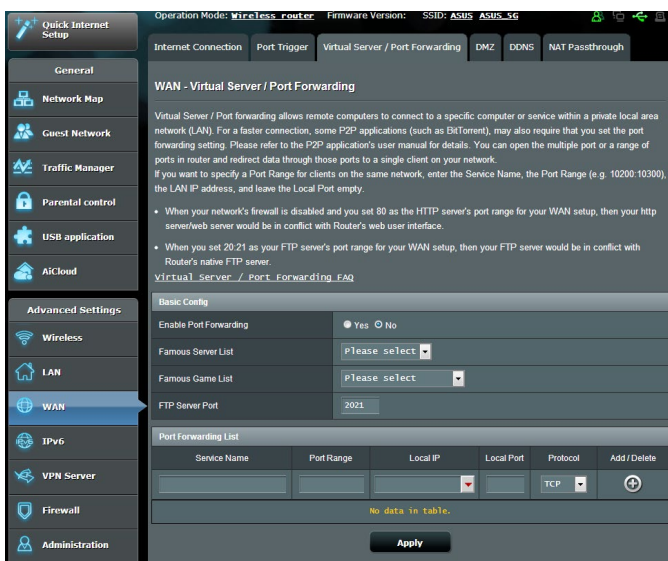 Quick Internet
Setup
Operation Mode: Wireless router Firmware Version: SSID: ASUS ASUS_5G
Internet Connection Port Trigger Virtual Server / Port Forwarding DMZ DDNS NAT Passthrough
General
Network Map
Guest Network
Traffic Manager
Parental control
USB application
AiCloud
Advanced Settings
Wireless
LAN
WAN
IPv6
VPN Server
Firewall
Administration
WAN - Virtual Server / Port Forwarding
Virtual Server / Port forwarding allows remote computers to connect to a specific computer or service within a private local area
network (LAN). For a faster connection, some P2P applications (such as BitTorrent), may also require that you set the port
forwarding setting. Please refer to the P2P application's user manual for details. You can open the multiple port or a range of
ports in router and redirect data through those ports to a single client on your network.
If you want to specify a Port Range for clients on the same network, enter the Service Name, the Port Range (e.g. 10200:10300),
the LAN IP address, and leave the Local Port empty.
• When your network's firewall is disabled and you set 80 as the HTTP server's port range for your WAN setup, then your http
server/web server would be in conflict with Router's web user interface.
• When you set 20:21 as your FTP server's port range for your WAN setup, then your FTP server would be in conflict with
Router's native FTP server.
Virtual Server / Port Forwarding FAQ
Basic Config
Enable Port Forwarding Yes No
Famous Server List Please select
Famous Game List Please select
FTP Server Port 2021
Port Forwarding List
Service Name Port Range Local IP Local Port Protocol Add / Delete
TCP
No data in table.
Apply